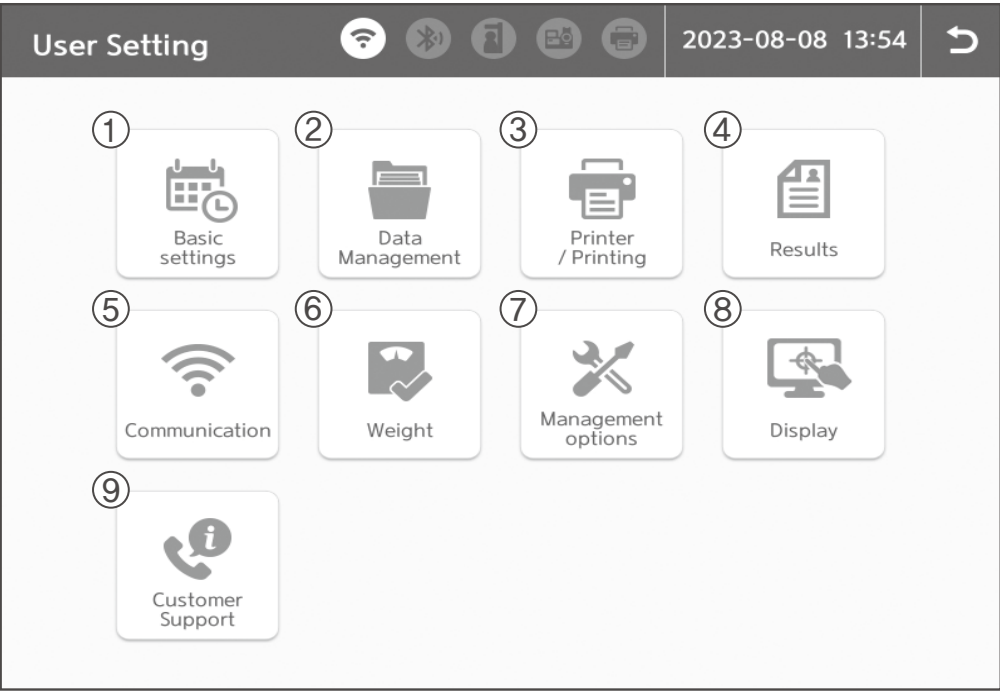 User Setting
2023-08-08 13:54
①
②
③
④
Basic
settings
Data
Management
Printer
/ Printing
Results
⑤
⑥
⑦
⑧
Communication
Weight
Management
options
Display
⑨
Customer
Support